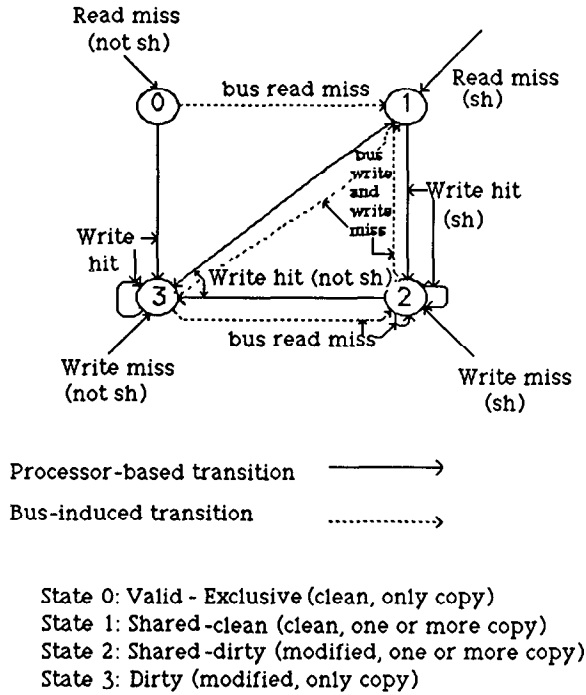 Read miss
(not sh)
0
bus read miss
1
Read miss
(sh)
bus
write
and
write
miss
Write hit
(sh)
Write
hit
3
Write hit (not sh)
2
bus read miss
Write miss
(not sh)
Write miss
(sh)
Processor-based transition
Bus-induced transition
State 0: Valid - Exclusive (clean, only copy)
State 1: Shared-clean (clean, one or more copy)
State 2: Shared-dirty (modified, one or more copy)
State 3: Dirty (modified, only copy)